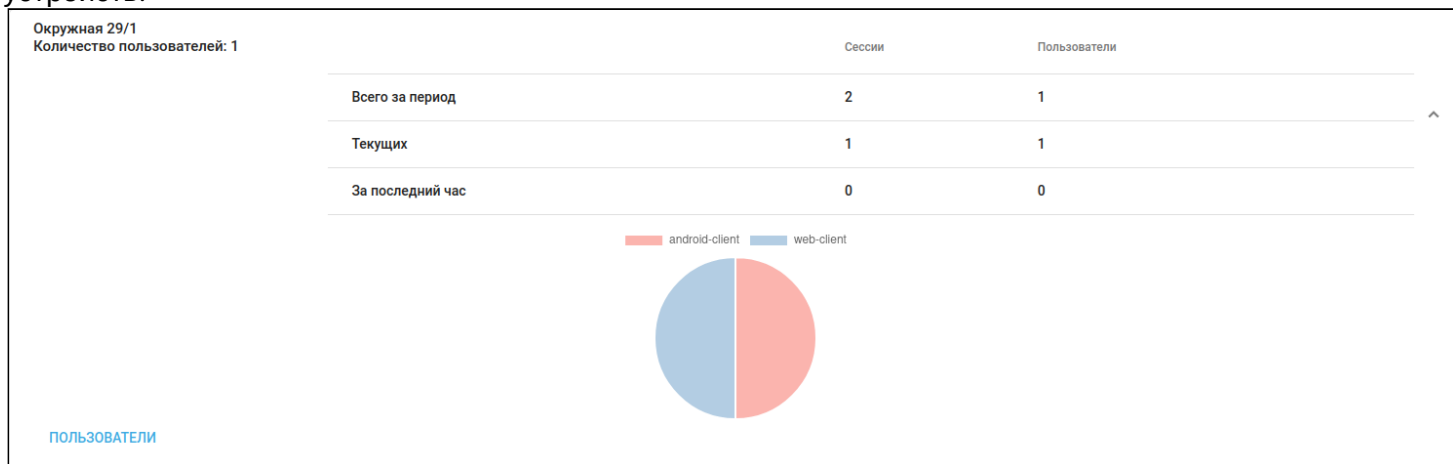 Окружная 29/1
Количество пользователей: 1
Сессии Пользователи
Всего за период 2 1
Текущих 1 1
За последний час 0 0
android-client web-client
ПОЛЬЗОВАТЕЛИ